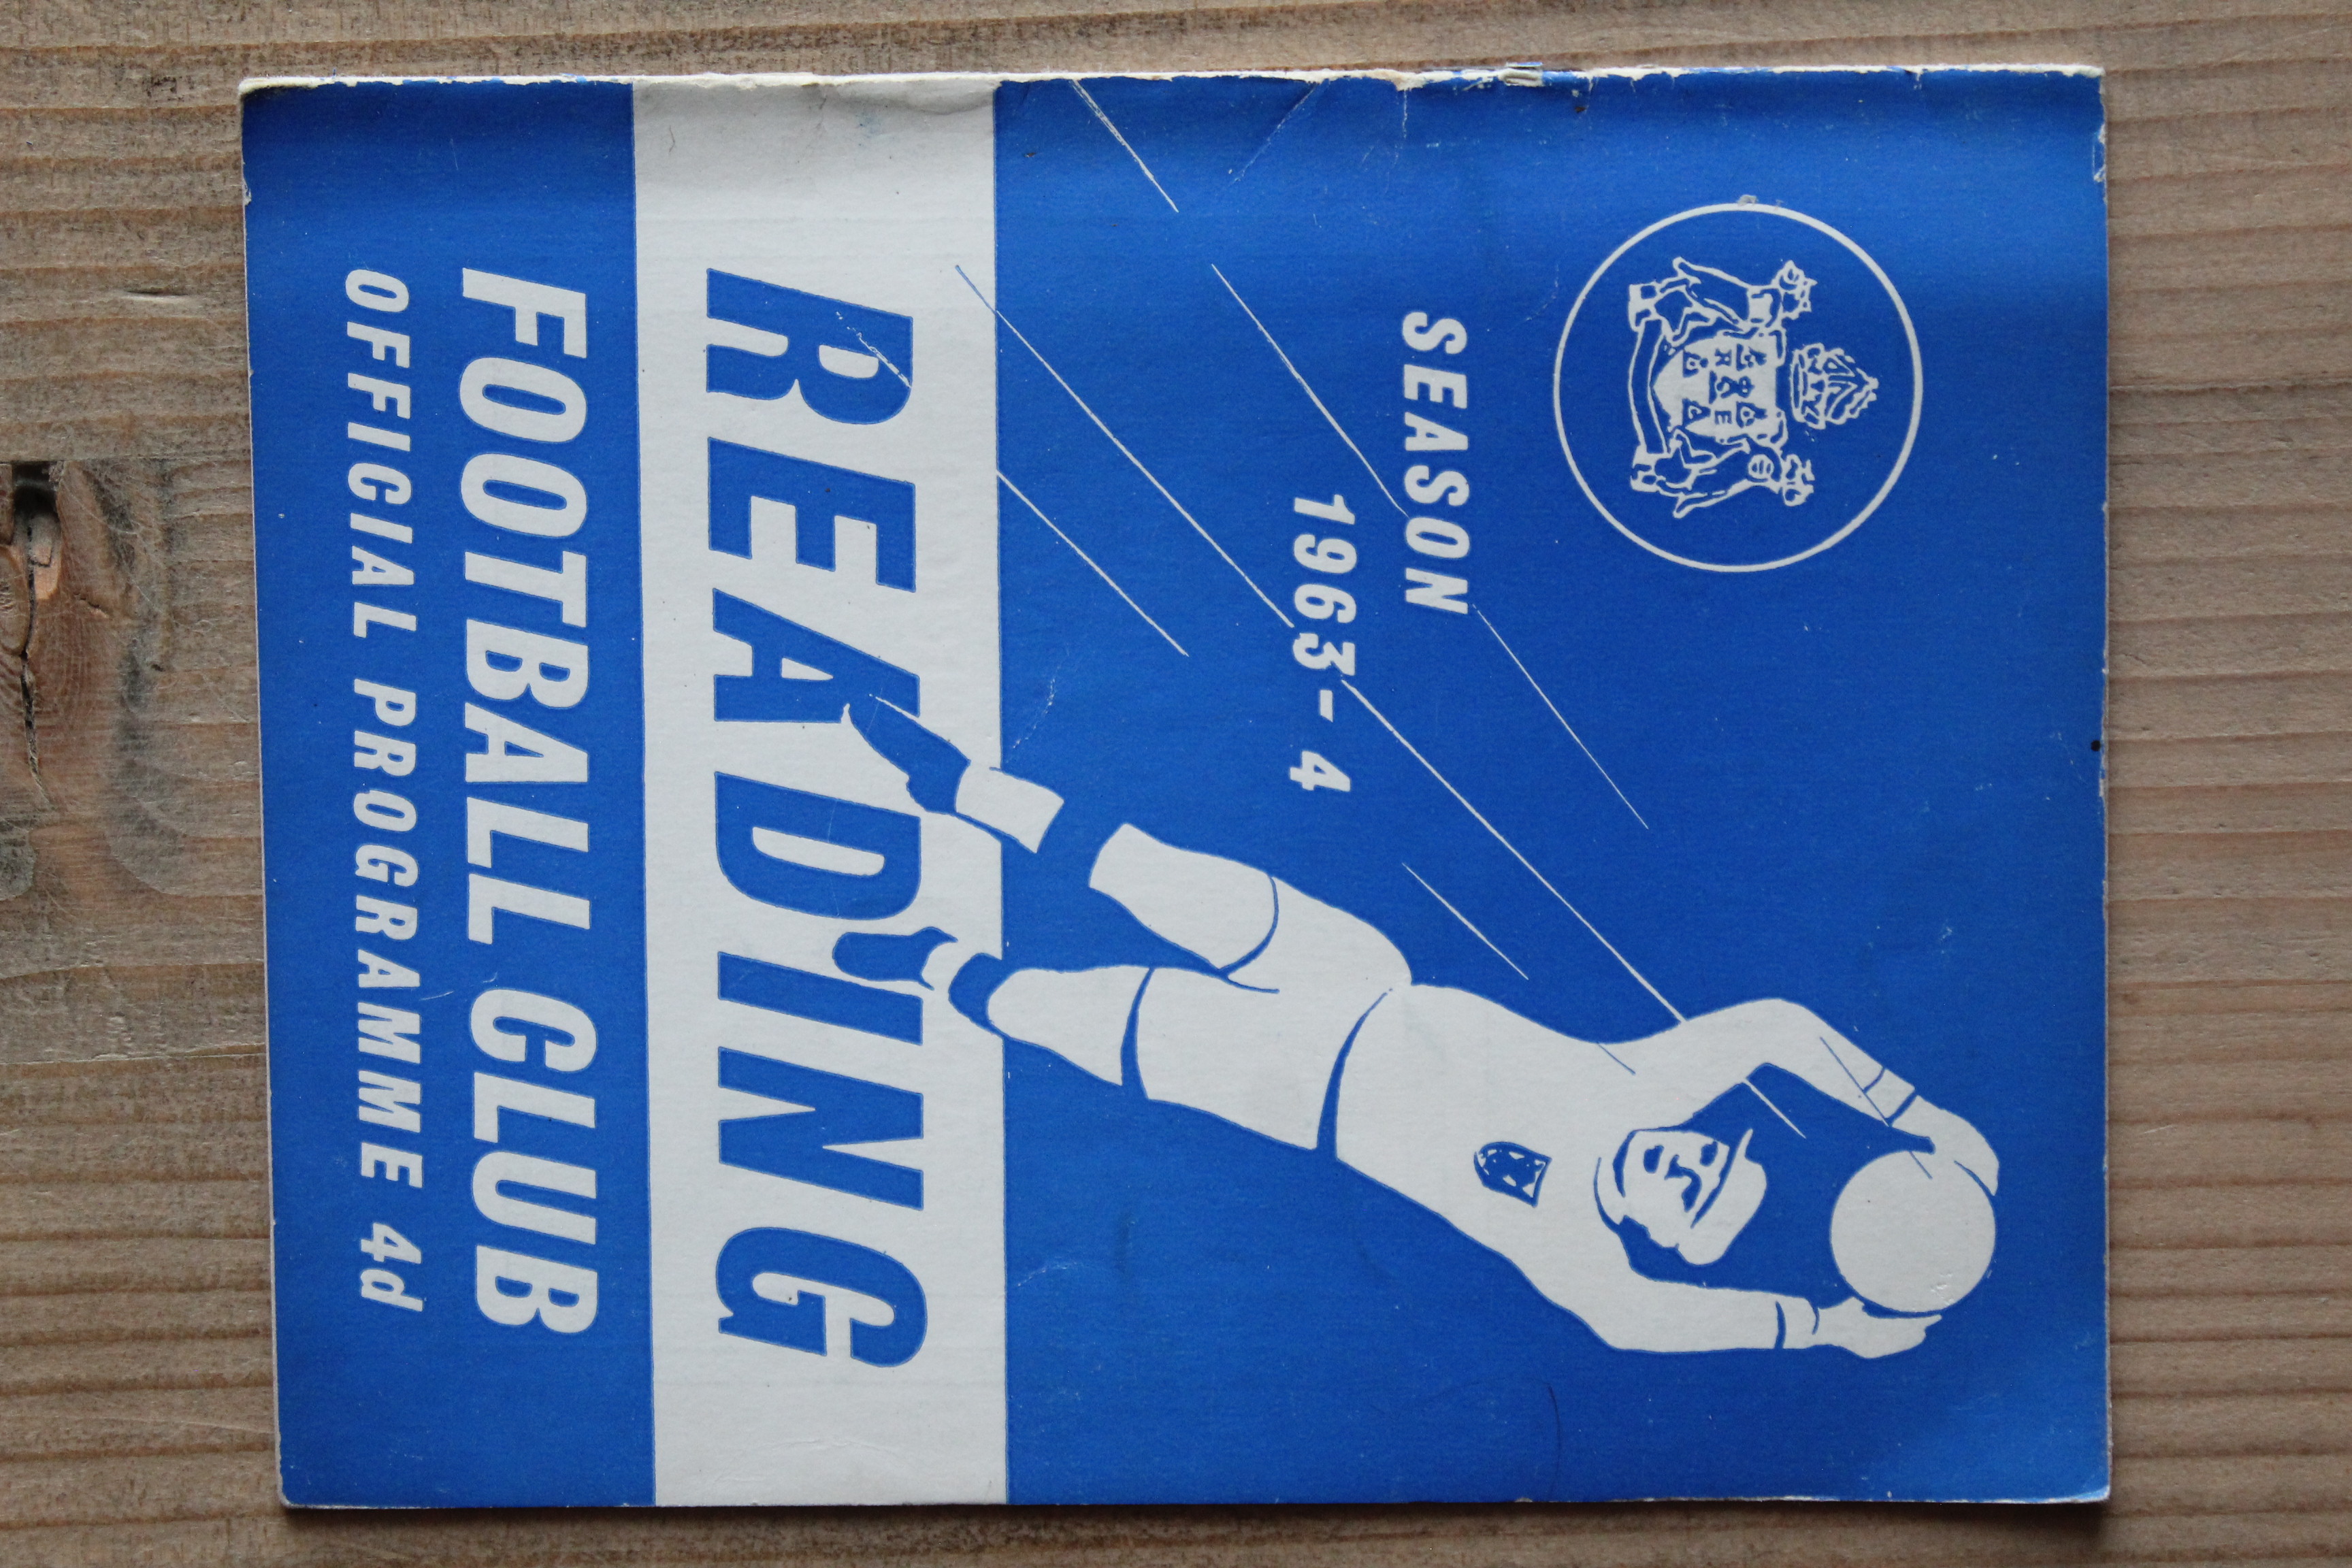 SEASON
1963-4
READING
FOOTBALL CLUB
OFFICIAL PROGRAMME 4d